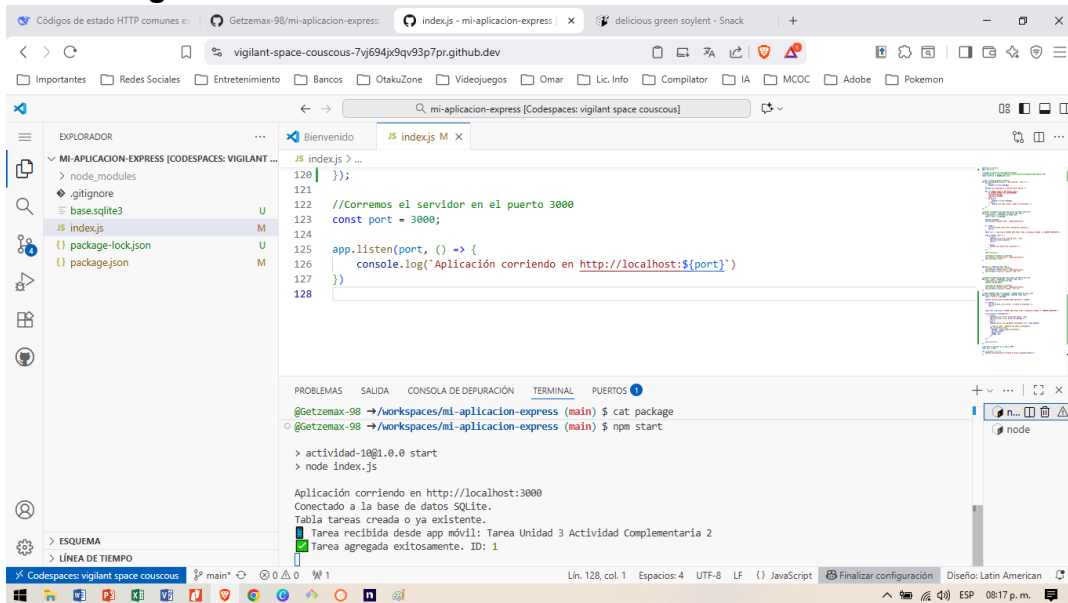 Códigos de estado HTTP comunes es
Getzemax-98/mi-aplicacion-express:
index.js - mi-aplicacion-express
delicious green soylent - Snack
vigilant-space-couscous-7vj694jx9qv93p7pr.github.dev
Importantes
Redes Sociales
Entretenimiento
Bancos
OtakuZone
Videojuegos
Omar
Lic. Info
Compilator
IA
MCOC
Adobe
Pokemon
mi-aplicacion-express [Codespaces: vigilant space couscous]
EXPLORADOR
MI-APLICACION-EXPRESS [CODESPACES: VIGILANT ...
node_modules
.gitignore
base.sqlite3 U
JS index.js M
{} package-lock.json U
{} package.json M
ESQUEMA
LÍNEA DE TIEMPO
Bienvenido
JS index.js M
JS index.js > ...
120 });
121
122 //Corremos el servidor en el puerto 3000
123 const port = 3000;
124
125 app.listen(port, () => {
126 console.log(`Aplicación corriendo en http://localhost:${port}`)
127 })
128
PROBLEMAS
SALIDA
CONSOLA DE DEPURACIÓN
TERMINAL
PUERTOS 1
@Getzemax-98 →/workspaces/mi-aplicacion-express (main) $ cat package
@Getzemax-98 →/workspaces/mi-aplicacion-express (main) $ npm start
> actividad-10@1.0.0 start
> node index.js
Aplicación corriendo en http://localhost:3000
Conectado a la base de datos SQLite.
Tabla tareas creada o ya existente.
Tarea recibida desde app móvil: Tarea Unidad 3 Actividad Complementaria 2
Tarea agregada exitosamente. ID: 1
n...
node
Codespaces: vigilant space couscous
main*
0
0
1
Lín. 128, col. 1
Espacios: 4
UTF-8
LF
{} JavaScript
Finalizar configuración
Diseño: Latin American
ESP
08:17 p. m.